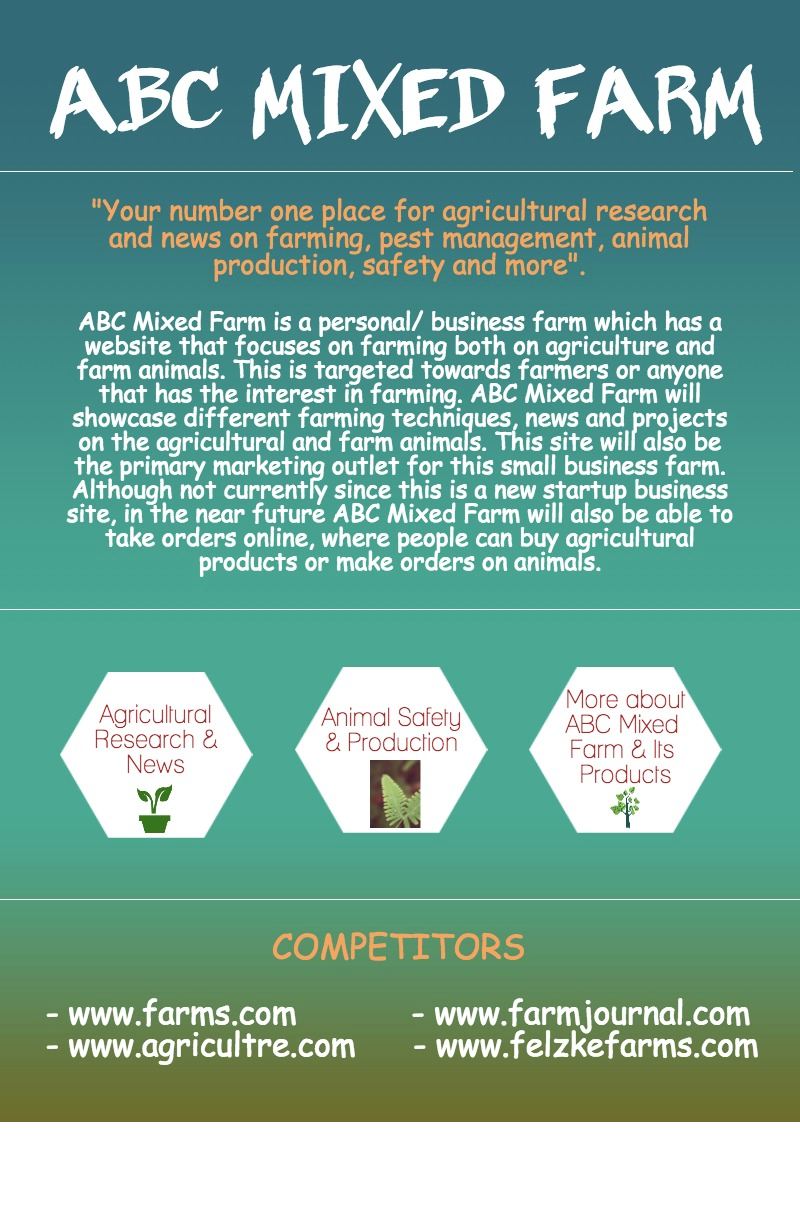 ABC MIXED FARM
"Your number one place for agricultural research
and news on farming, pest management, animal
production, safety and more".
ABC Mixed Farm is a personal/ business farm which has a
website that focuses on farming both on agriculture and
farm animals. This is targeted towards farmers or anyone
that has the interest in farming. ABC Mixed Farm will
showcase different farming techniques, news and projects
on the agricultural and farm animals. This site will also be
the primary marketing outlet for this small business farm.
Although not currently since this is a new startup business
site, in the near future ABC Mixed Farm will also be able to
take orders online, where people can buy agricultural
products or make orders on animals.
Agricultural
Research &
News
Animal Safety
& Production
More about
ABC Mixed
Farm & Its
Products
COMPETITORS
- www.farms.com
- www.agricultre.com
- www.farmjournal.com
- www.felzkefarms.com